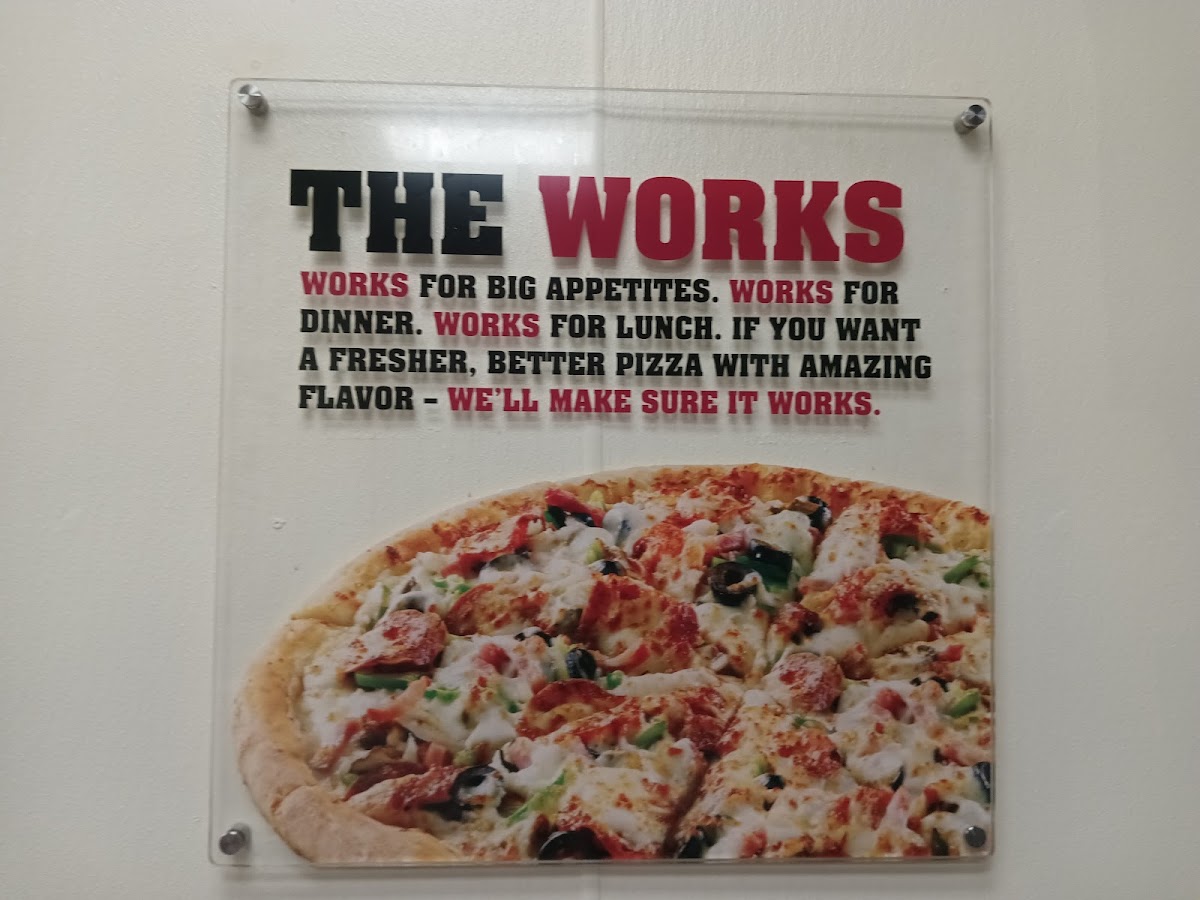 THE WORKS
WORKS FOR BIG APPETITES. WORKS FOR
DINNER. WORKS FOR LUNCH. IF YOU WANT
A FRESHER, BETTER PIZZA WITH AMAZING
FLAVOR – WE'LL MAKE SURE IT WORKS.